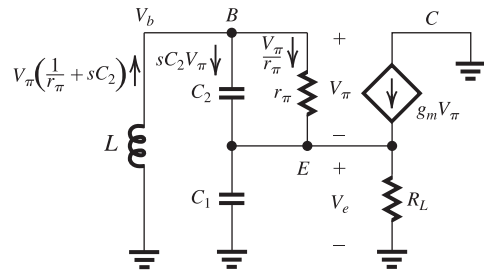 V_b
B
C
V_π(1/r_π + sC_2)
sC_2V_π
V_π/r_π
+
C_2
r_π
V_π
g_mV_π
−
L
E
+
C_1
V_e
R_L
−